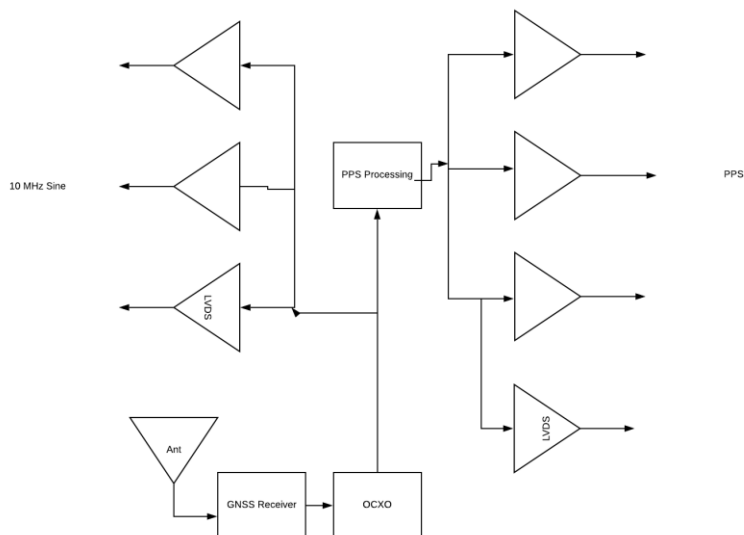 PPS Processing
10 MHz Sine
PPS
LVDS
LVDS
Ant
GNSS Receiver
OCXO